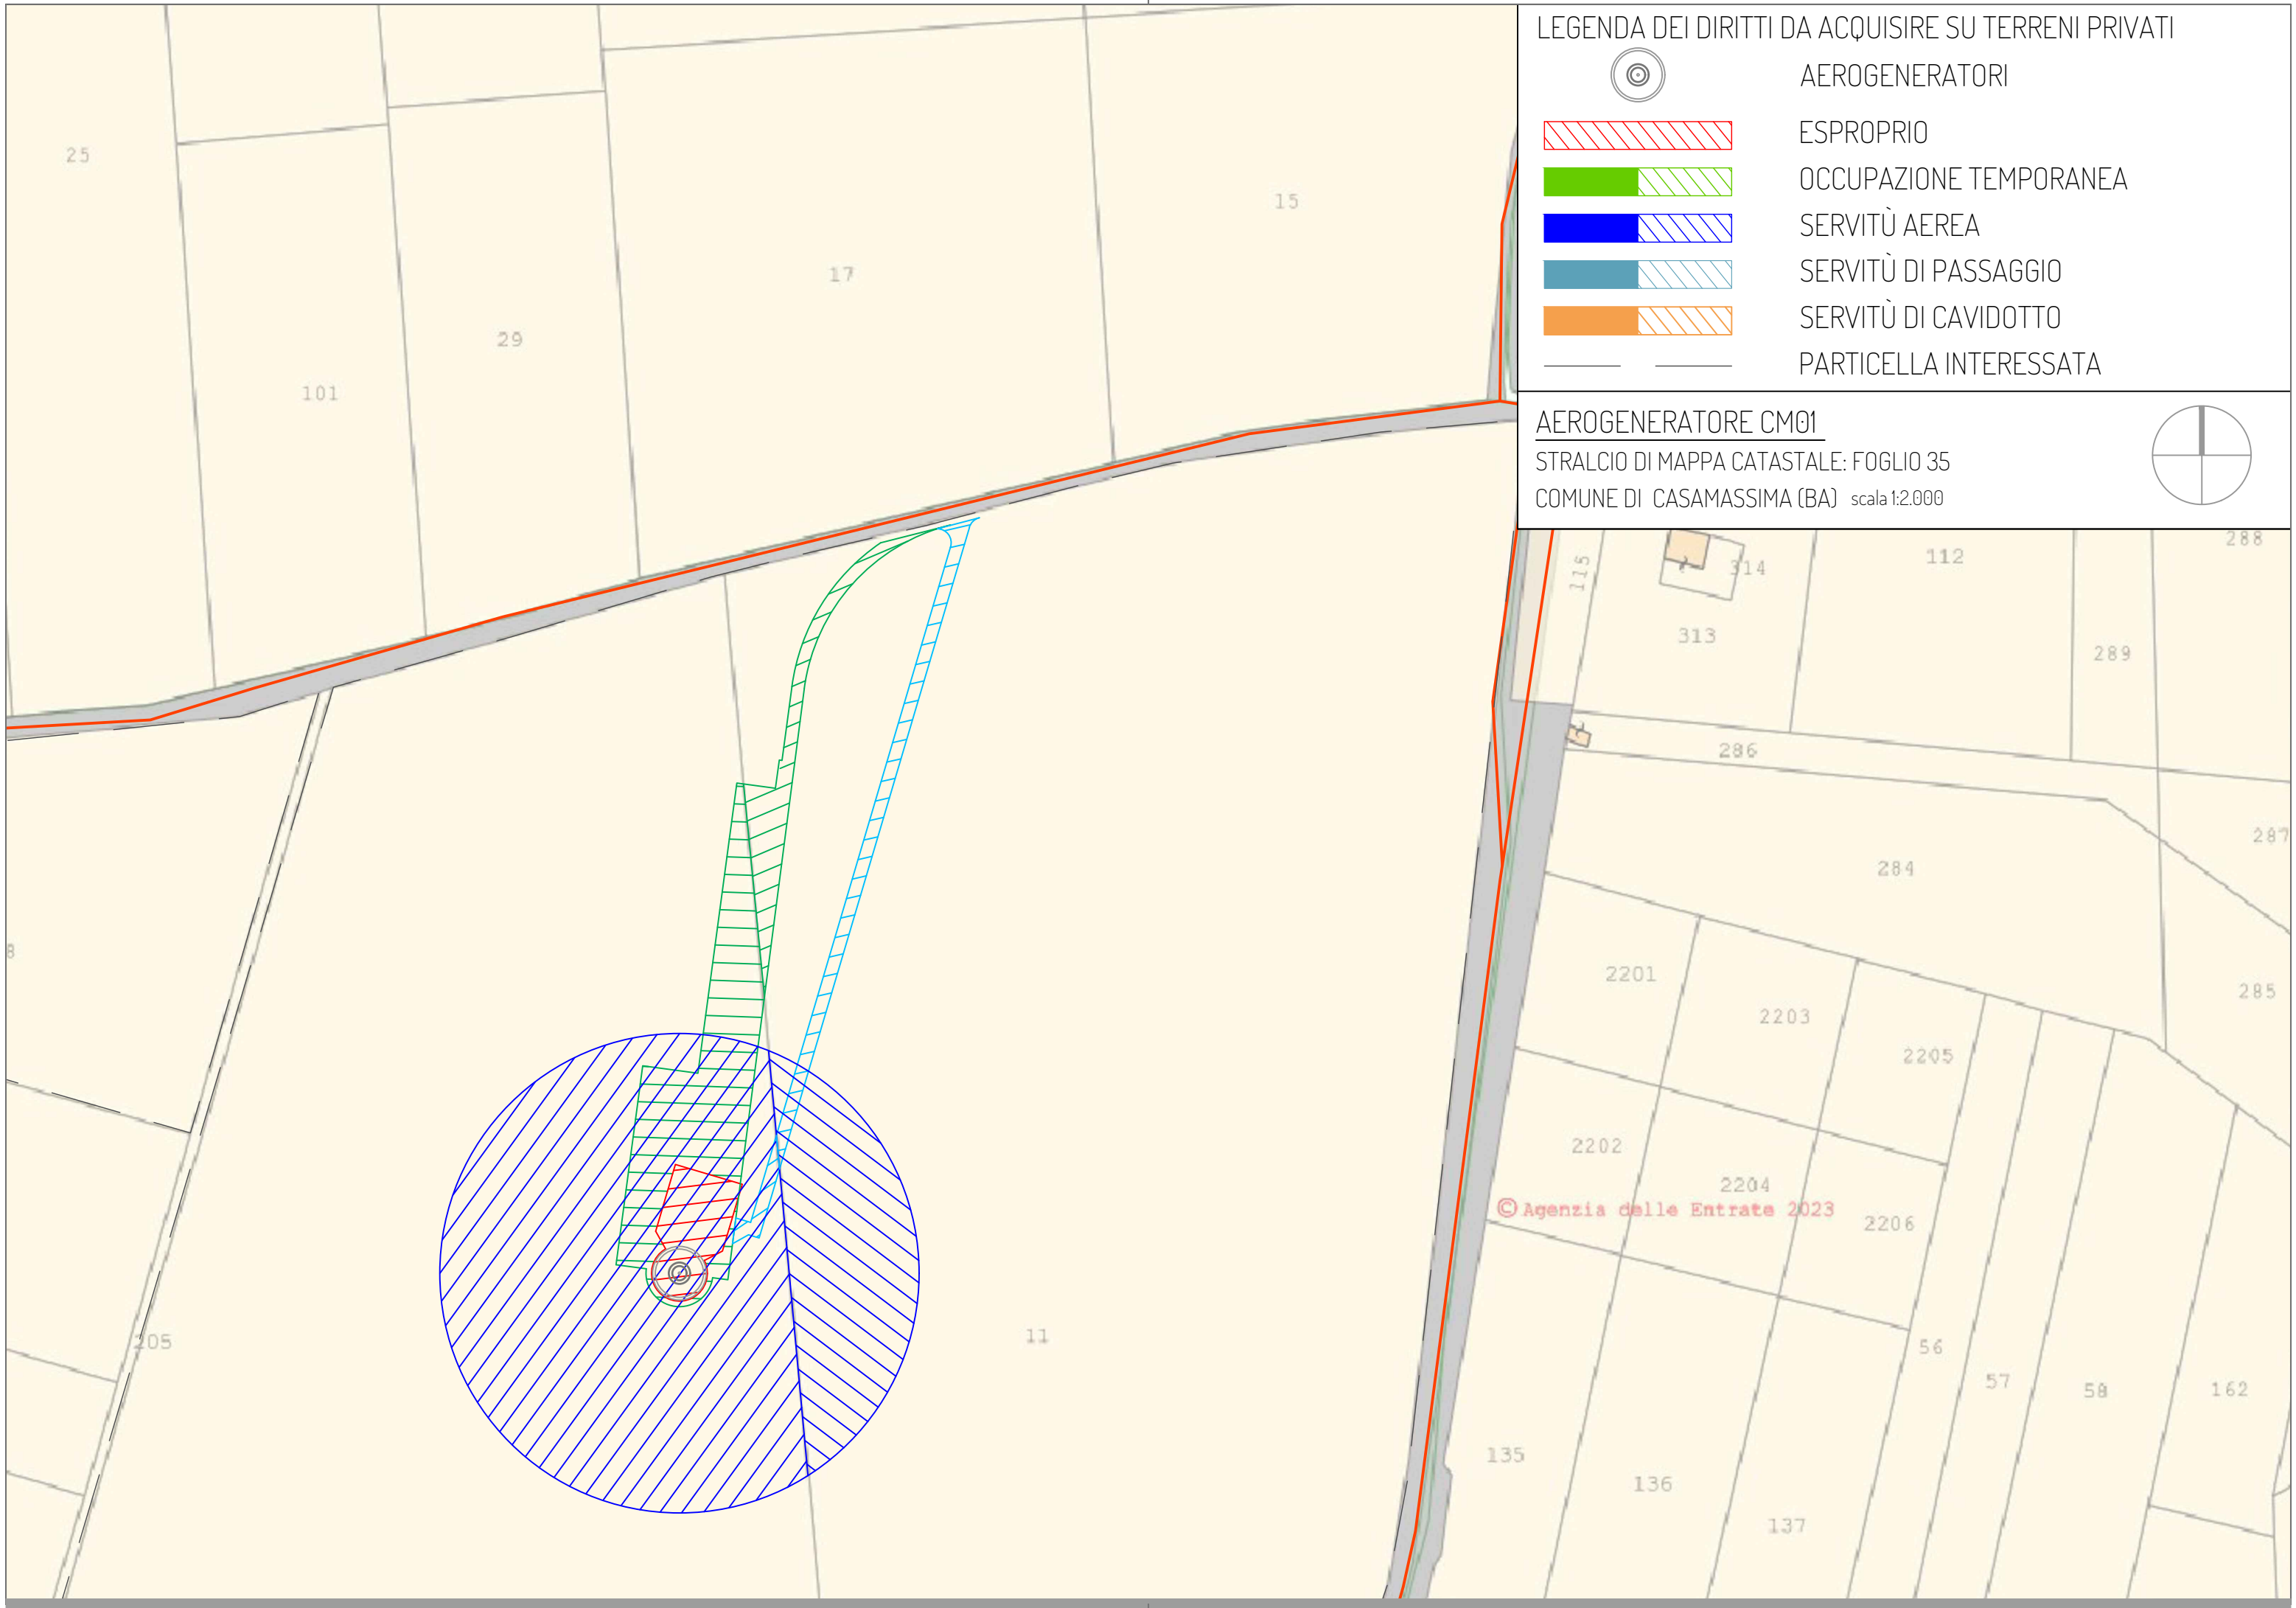 LEGENDA DEI DIRITTI DA ACQUISIRE SU TERRENI PRIVATI
AEROGENERATORI
ESPROPRIO
OCCUPAZIONE TEMPORANEA
SERVITÙ AEREA
SERVITÙ DI PASSAGGIO
SERVITÙ DI CAVIDOTTO
PARTICELLA INTERESSATA
AEROGENERATORE CM01
STRALCIO DI MAPPA CATASTALE: FOGLIO 35
COMUNE DI CASAMASSIMA (BA) scala 1:2.000
25
15
17
29
101
288
112
115
314
313
289
286
287
284
8
2201
285
2203
2205
2202
2204
© Agenzia delle Entrate 2023
2206
11
205
56
57
58
162
135
136
137